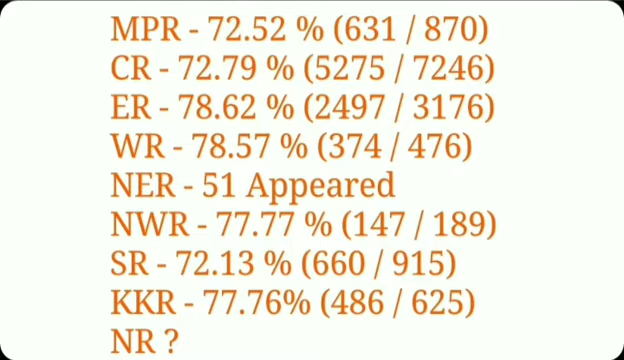 MPR - 72.52 % (631 / 870)
CR - 72.79 % (5275 / 7246)
ER - 78.62 % (2497 / 3176)
WR - 78.57 % (374 / 476)
NER - 51 Appeared
NWR - 77.77 % (147 / 189)
SR - 72.13 % (660 / 915)
KKR - 77.76% (486 / 625)
NR ?